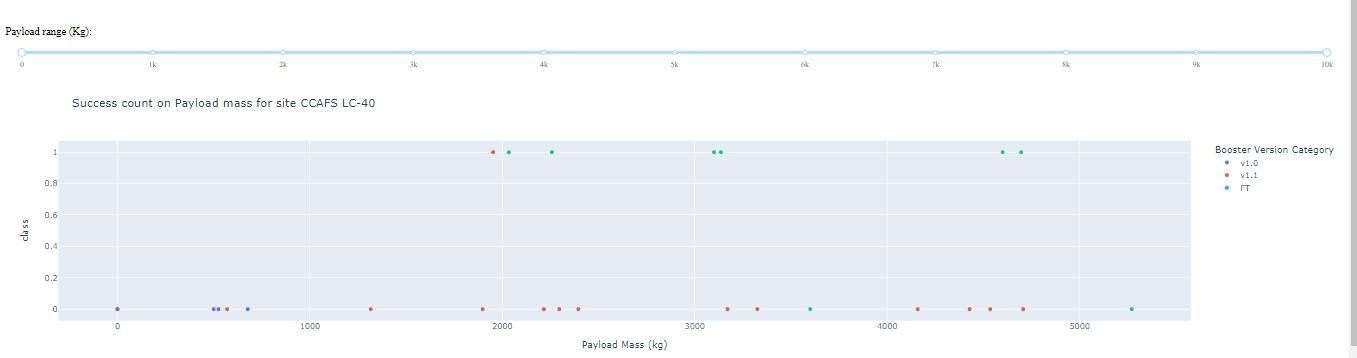 Payload range (Kg):
0 1k 2k 3k 4k 5k 6k 7k 8k 9k 10k
Success count on Payload mass for site CCAFS LC-40
Booster Version Category
v1.0
v1.1
FT
class
1
0.8
0.6
0.4
0.2
0
0 1000 2000 3000 4000 5000
Payload Mass (kg)